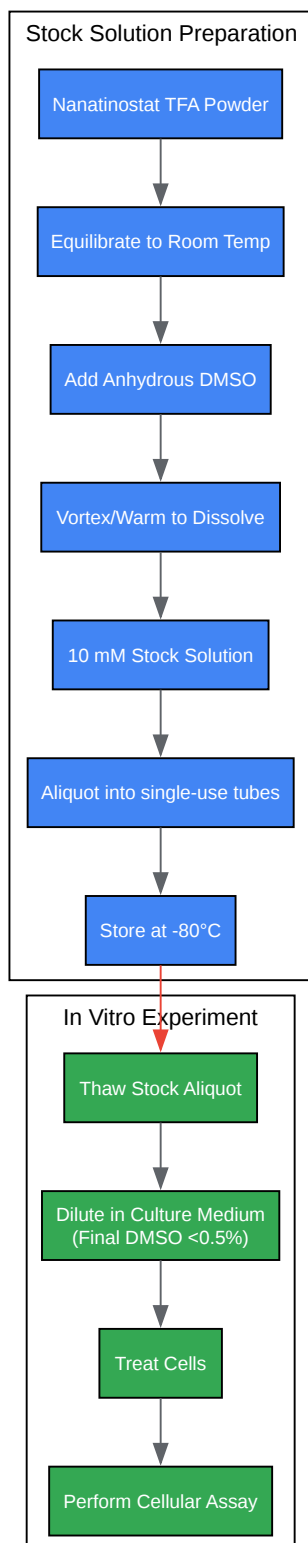 Stock Solution Preparation
Nanatinostat TFA Powder
Equilibrate to Room Temp
Add Anhydrous DMSO
Vortex/Warm to Dissolve
10 mM Stock Solution
Aliquot into single-use tubes
Store at -80°C
In Vitro Experiment
Thaw Stock Aliquot
Dilute in Culture Medium
(Final DMSO <0.5%)
Treat Cells
Perform Cellular Assay